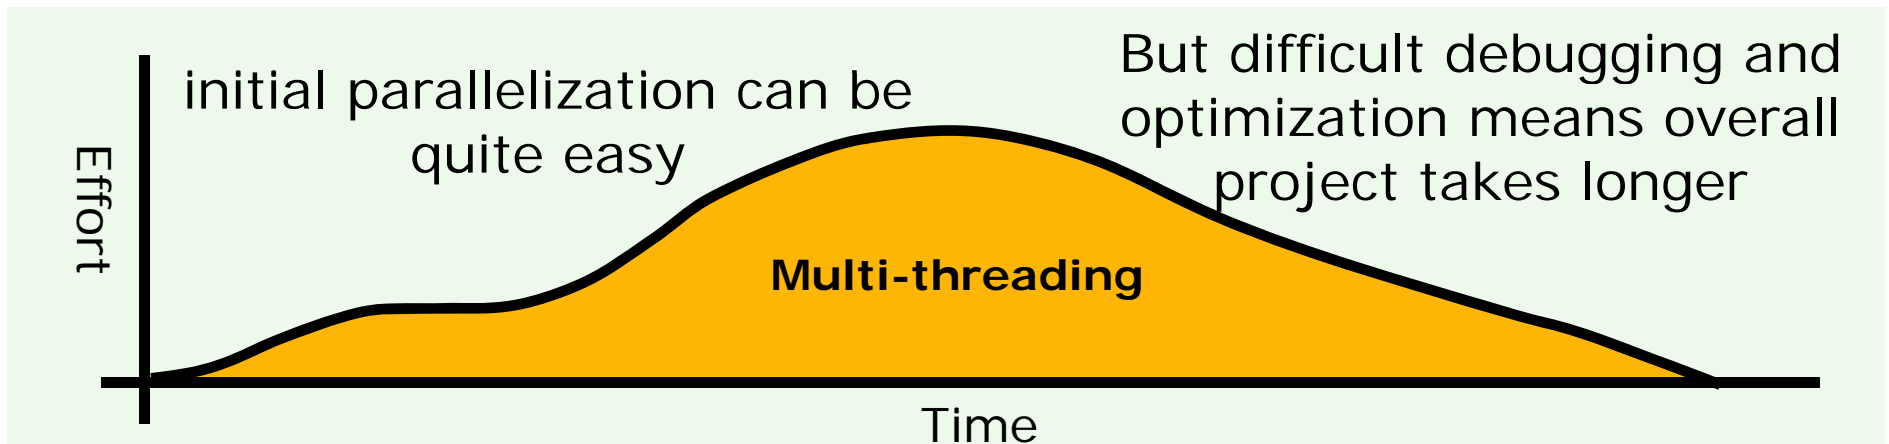 initial parallelization can be
quite easy
But difficult debugging and
optimization means overall
project takes longer
Effort
Multi-threading
Time